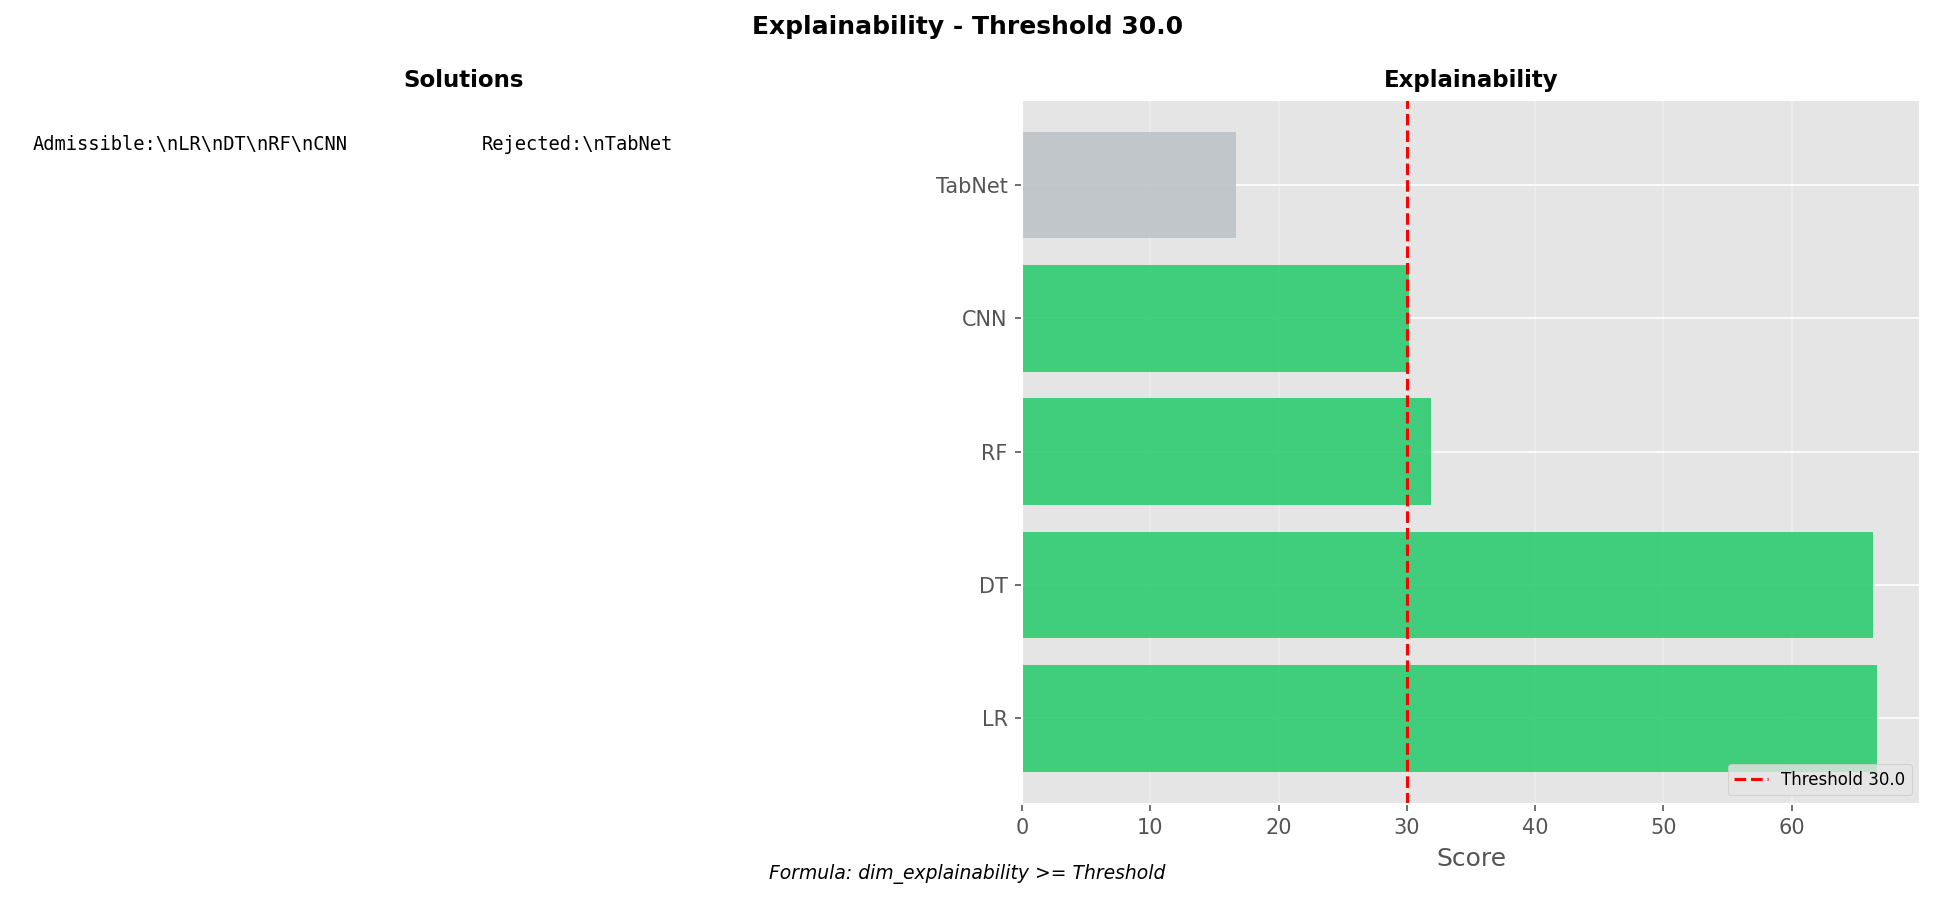 Explainability - Threshold 30.0
Solutions
Admissible:\nLR\nDT\nRF\nCNN
Rejected:\nTabNet
Explainability
TabNet
CNN
RF
DT
LR
Threshold 30.0
0 10 20 30 40 50 60
Score
Formula: dim_explainability >= Threshold